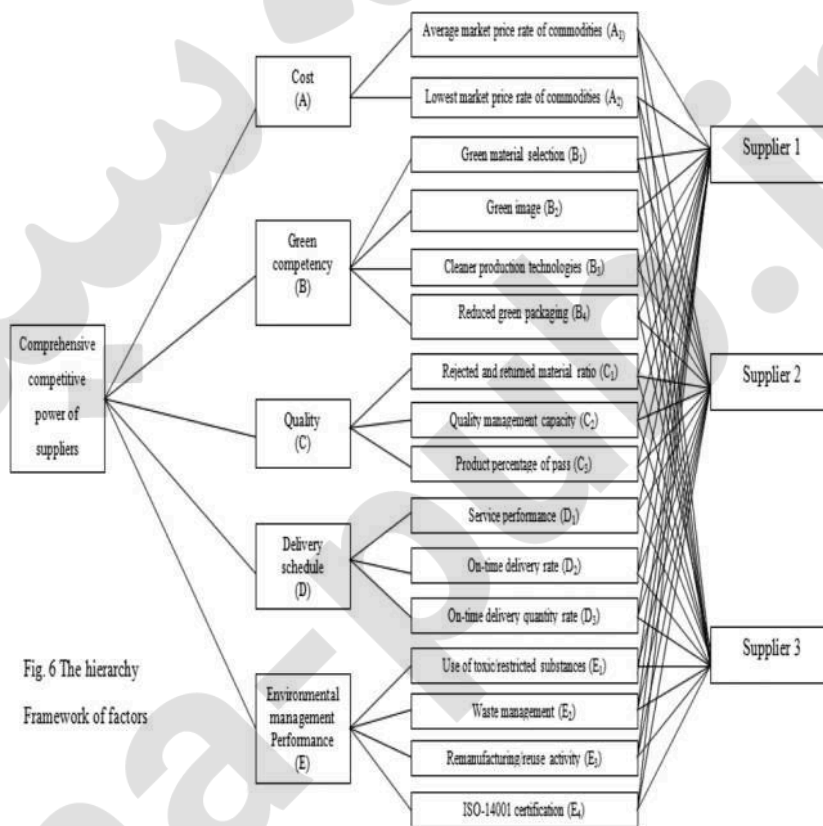 Average market price rate of commodities (A1)
Cost
(A)
Lowest market price rate of commodities (A2)
Supplier 1
Green material selection (B1)
Green image (B2)
Green
competency
(B)
Cleaner production technologies (B3)
Reduced green packaging (B4)
Comprehensive
competitive
power of
suppliers
Rejected and returned material ratio (C1)
Supplier 2
Quality
(C)
Quality management capacity (C2)
Product percentage of pass (C3)
Service performance (D1)
Delivery
schedule
(D)
On-time delivery rate (D2)
On-time delivery quantity rate (D3)
Supplier 3
Fig. 6 The hierarchy
Framework of factors
Use of toxic/restricted substances (E1)
Environmental
management
Performance
(E)
Waste management (E2)
Remanufacturing/reuse activity (E3)
ISO-14001 certification (E4)